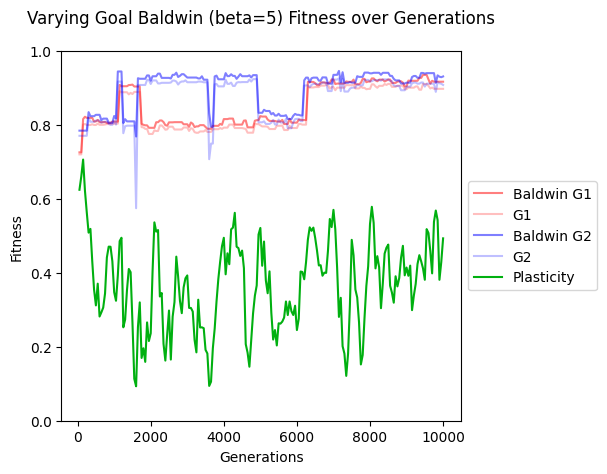 Varying Goal Baldwin (beta=5) Fitness over Generations
1.0
0.8
0.6
0.4
0.2
0.0
Fitness
0
2000
4000
6000
8000
10000
Generations
Baldwin G1
G1
Baldwin G2
G2
Plasticity